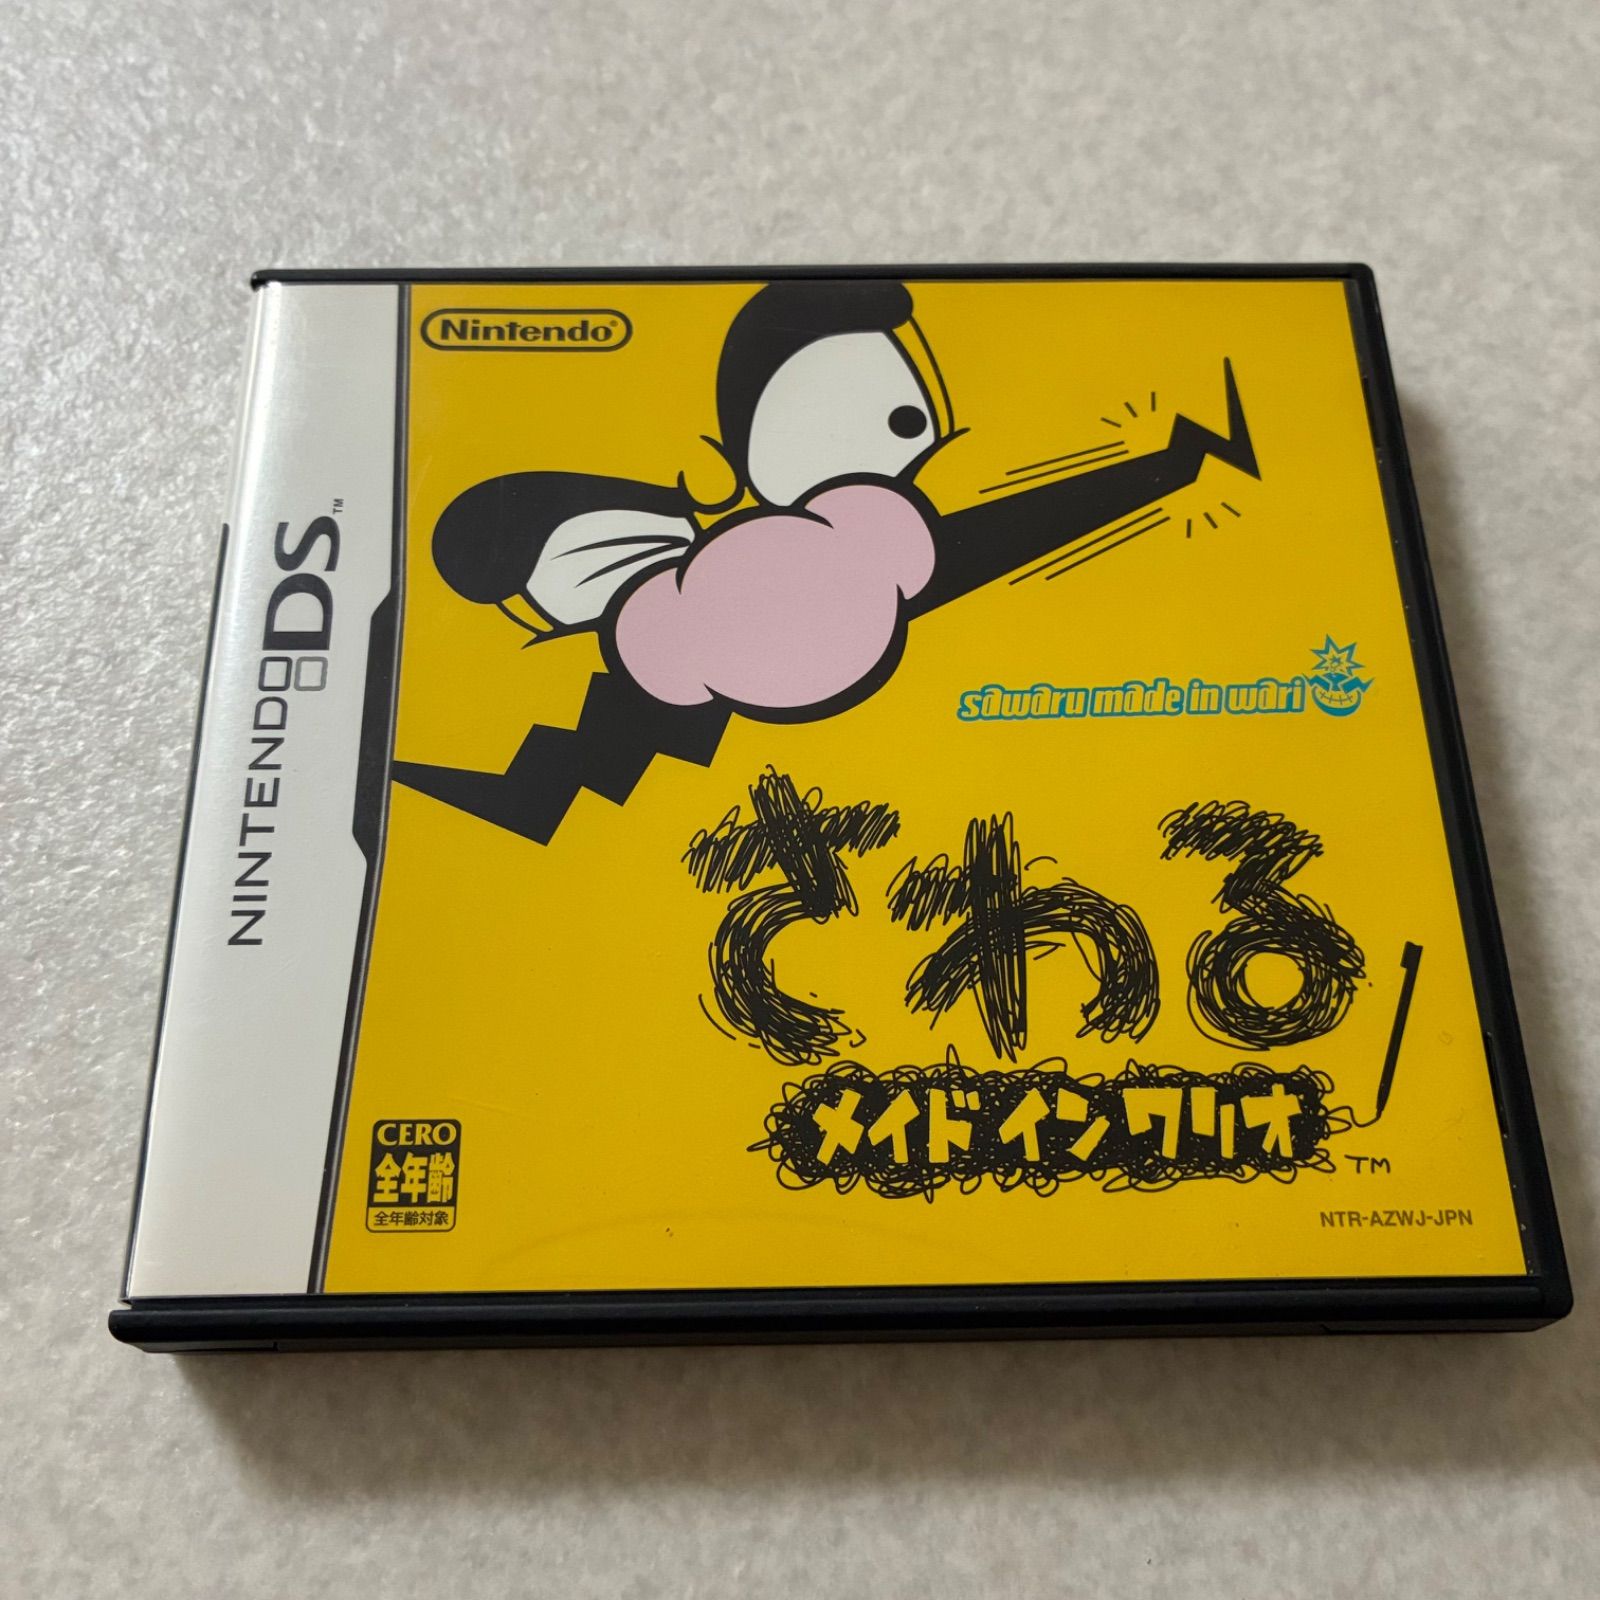 Nintendo®
NINTENDO DS™
sawaru made in wari
さわる
メイド イン ワリオ
TM
CERO
全年齢
全年齢対象
NTR-AZWJ-JPN